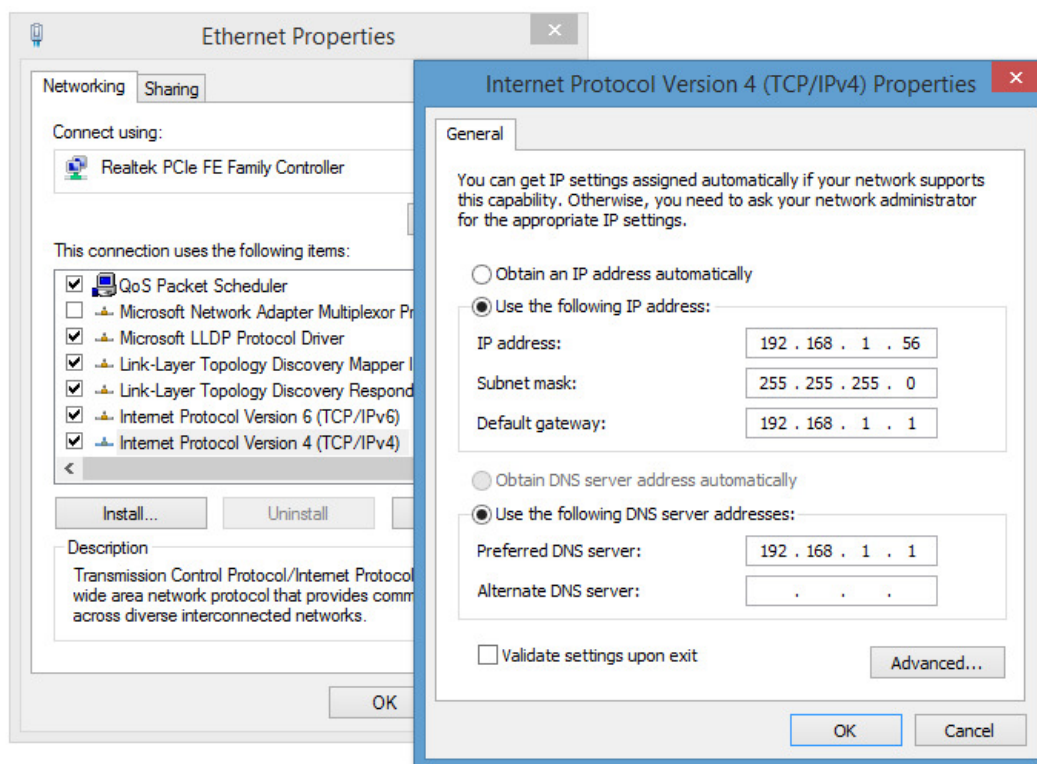 Ethernet Properties
Networking
Sharing
Connect using:
Realtek PCIe FE Family Controller
This connection uses the following items:
QoS Packet Scheduler
Microsoft Network Adapter Multiplexor Pr
Microsoft LLDP Protocol Driver
Link-Layer Topology Discovery Mapper I
Link-Layer Topology Discovery Respond
Internet Protocol Version 6 (TCP/IPv6)
Internet Protocol Version 4 (TCP/IPv4)
Install...
Uninstall
Description
Transmission Control Protocol/Internet Protocol
wide area network protocol that provides comm
across diverse interconnected networks.
OK
Internet Protocol Version 4 (TCP/IPv4) Properties
General
You can get IP settings assigned automatically if your network supports
this capability. Otherwise, you need to ask your network administrator
for the appropriate IP settings.
Obtain an IP address automatically
Use the following IP address:
IP address: 192 . 168 . 1 . 56
Subnet mask: 255 . 255 . 255 . 0
Default gateway: 192 . 168 . 1 . 1
Obtain DNS server address automatically
Use the following DNS server addresses:
Preferred DNS server: 192 . 168 . 1 . 1
Alternate DNS server: . . .
Validate settings upon exit
Advanced...
OK
Cancel